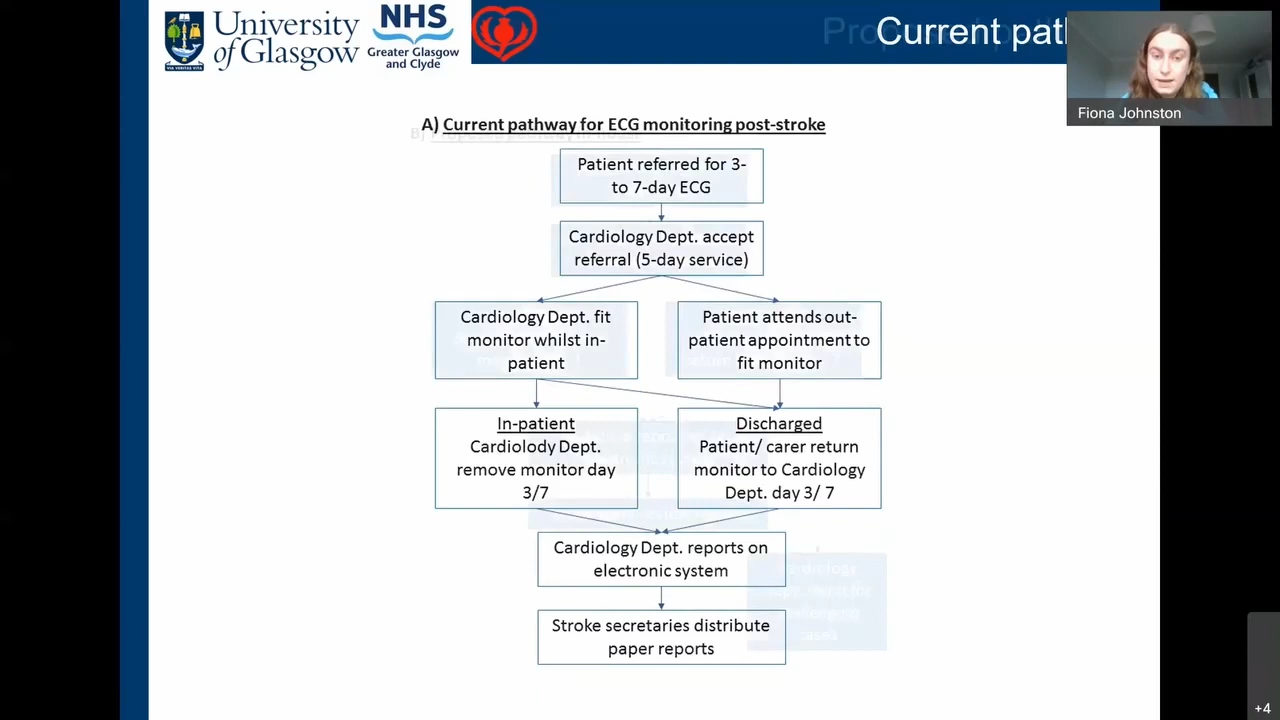 University
of Glasgow
VIA VERITAS VITA
NHS
Greater Glasgow
and Clyde
Current path
Fiona Johnston
A) Current pathway for ECG monitoring post-stroke
Patient referred for 3-
to 7-day ECG
Cardiology Dept. accept
referral (5-day service)
Cardiology Dept. fit
monitor whilst in-
patient
Patient attends out-
patient appointment to
fit monitor
In-patient
Cardiolody Dept.
remove monitor day
3/7
Discharged
Patient/ carer return
monitor to Cardiology
Dept. day 3/ 7
Cardiology Dept. reports on
electronic system
Stroke secretaries distribute
paper reports
+4